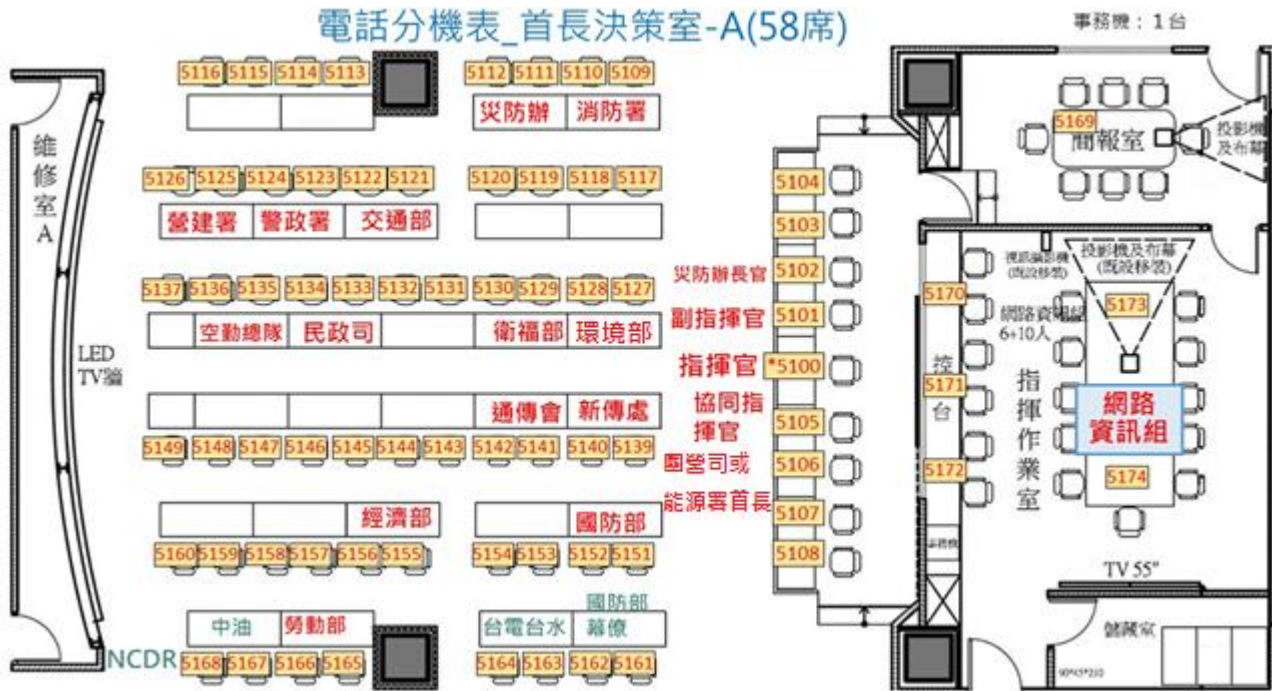 電話分機表_首長決策室-A(58席)
事務機：1台
5116 5115 5114 5113
5112 5111 5110 5109
災防辦 消防署
5126 5125 5124 5123 5122 5121
5120 5119 5118 5117
營建署 警政署 交通部
5137 5136 5135 5134 5133 5132 5131 5130 5129 5128 5127
空勤總隊 民政司 衛福部 環境部
通傳會 新傳處
5149 5148 5147 5146 5145 5144 5143 5142 5141 5140 5139
經濟部 國防部
5160 5159 5158 5157 5156 5155
5154 5153 5152 5151
國防部
中油 勞動部 台電台水 幕僚
NCDR
5168 5167 5166 5165
5164 5163 5162 5161
維修室A
LED
TV牆
5104
5103
災防辦長官 5102
副指揮官 5101
指揮官 *5100
協同指
揮官
5105
國營司或 5106
能源署首長 5107
5108
5169
簡報室
投影機
及布幕
投影機及布幕
(既設移裝)
(既設移裝)
5170
5173
6+10人
5171
控台
指揮作業室
網路
資訊組
5172
5174
事務機
TV 55"
儲藏室